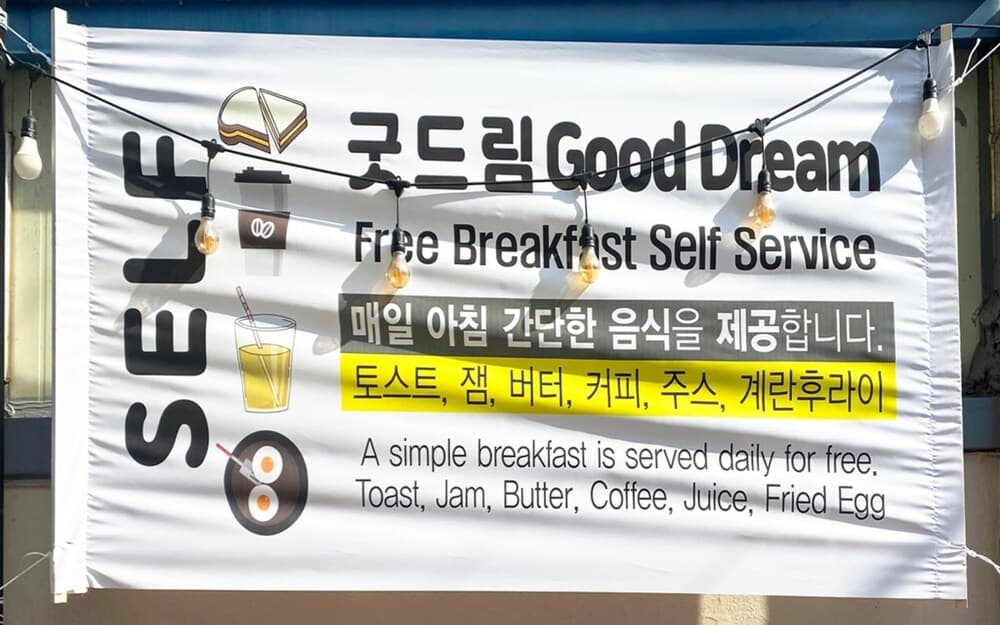 SELF
굿드림 Good Dream
Free Breakfast Self Service
매일 아침 간단한 음식을 제공합니다.
토스트, 잼, 버터, 커피, 주스, 계란후라이
A simple breakfast is served daily for free.
Toast, Jam, Butter, Coffee, Juice, Fried Egg